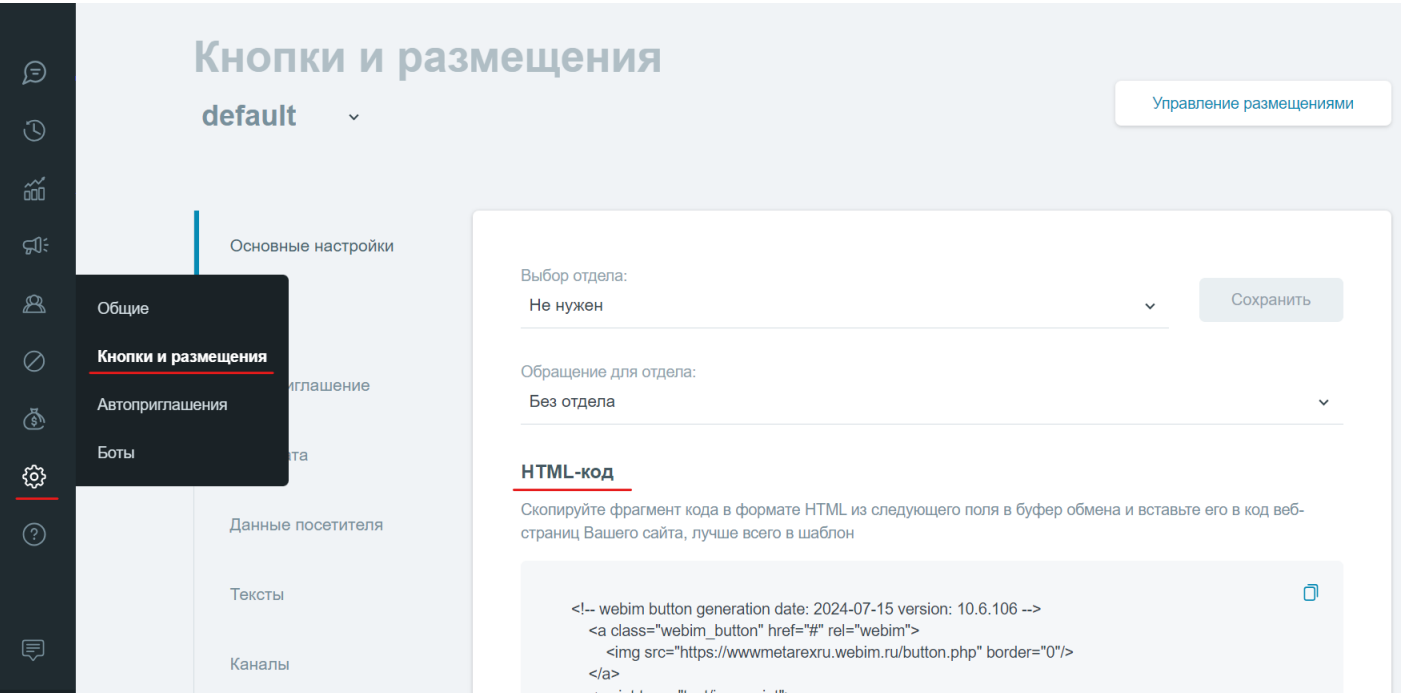 Кнопки и размещения
default
Управление размещениями
Основные настройки
Общие
Кнопки и размещения
Автоприглашения
Боты
Данные посетителя
Тексты
Каналы
Выбор отдела:
Не нужен
Сохранить
Обращение для отдела:
Без отдела
HTML-код
Скопируйте фрагмент кода в формате HTML из следующего поля в буфер обмена и вставьте его в код веб-
страниц Вашего сайта, лучше всего в шаблон
<!-- webim button generation date: 2024-07-15 version: 10.6.106 -->
<a class="webim_button" href="#" rel="webim">
<img src="https://wwwmetarexru.webim.ru/button.php" border="0"/>
</a>